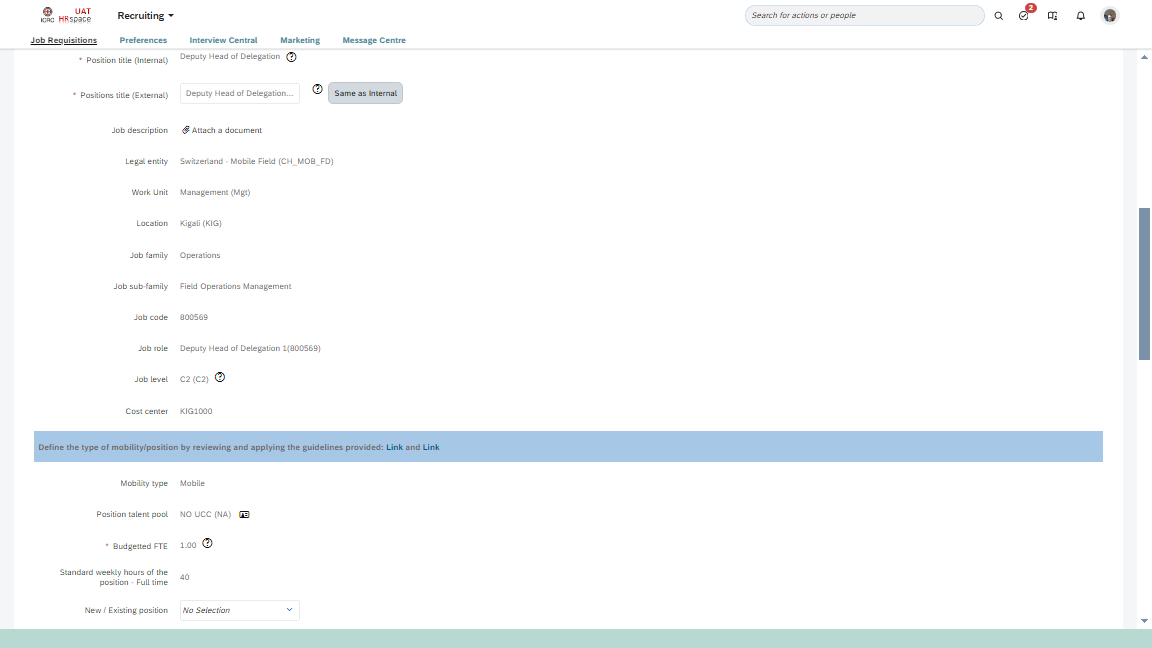 ICRC UAT HRspace Recruiting Search for actions or people 2
Job Requisitions Preferences Interview Central Marketing Message Centre
* Position title (Internal) Deputy Head of Delegation ?
* Positions title (External) Deputy Head of Delegation... ? Same as Internal
Job description Attach a document
Legal entity Switzerland - Mobile Field (CH_MOB_FD)
Work Unit Management (Mgt)
Location Kigali (KIG)
Job family Operations
Job sub-family Field Operations Management
Job code 800569
Job role Deputy Head of Delegation 1(800569)
Job level C2 (C2) ?
Cost center KIG1000
Define the type of mobility/position by reviewing and applying the guidelines provided: Link and Link
Mobility type Mobile
Position talent pool NO UCC (NA)
* Budgetted FTE 1.00 ?
Standard weekly hours of the
position - Full time 40
New / Existing position No Selection